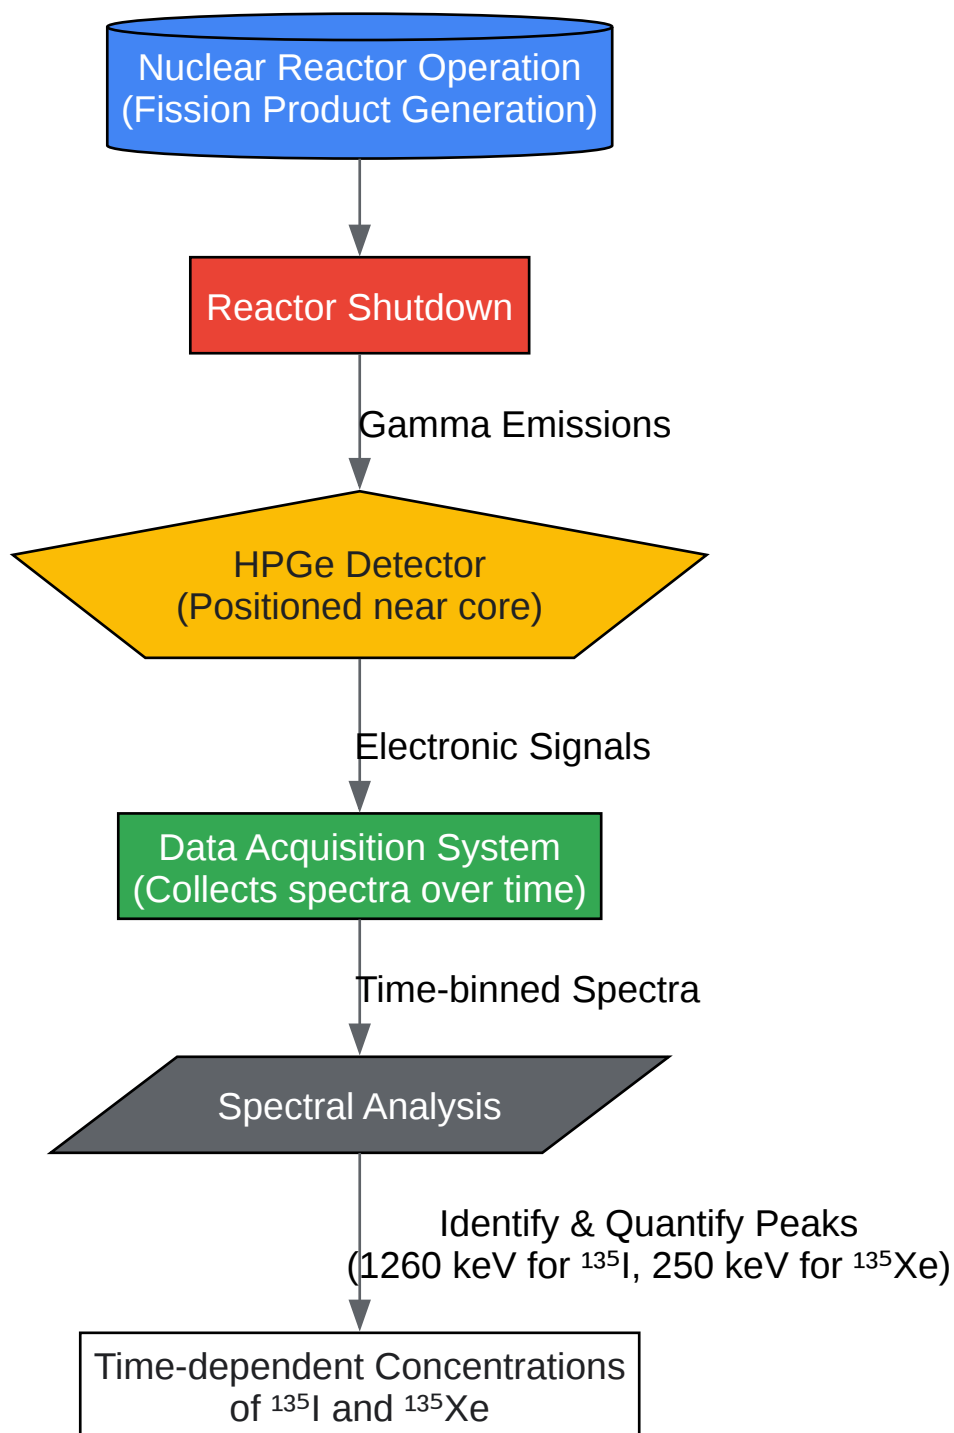 Nuclear Reactor Operation
(Fission Product Generation)
Reactor Shutdown
Gamma Emissions
HPGe Detector
(Positioned near core)
Electronic Signals
Data Acquisition System
(Collects spectra over time)
Time-binned Spectra
Spectral Analysis
Identify & Quantify Peaks
(1260 keV for ¹³⁵I, 250 keV for ¹³⁵Xe)
Time-dependent Concentrations
of ¹³⁵I and ¹³⁵Xe